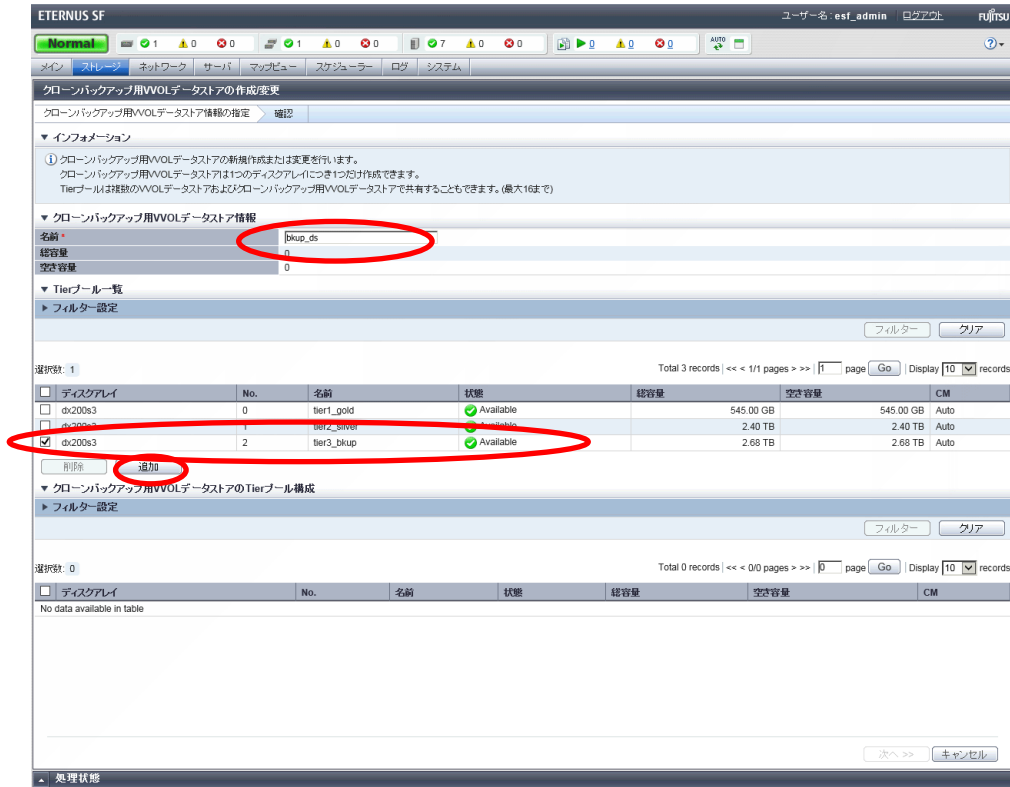 ETERNUS SF ユーザー名 : esf_admin ログアウト FUJITSU
Normal 1 0 0 1 0 0 7 0 0 0 0 0 AUTO
メイン ストレージ ネットワーク サーバ マップビュー スケジューラー ログ システム
クローンバックアップ用VVOLデータストアの作成/変更
クローンバックアップ用VVOLデータストア情報の指定 確認
インフォメーション
クローンバックアップ用VVOLデータストアの新規作成または変更を行います。
クローンバックアップ用VVOLデータストアは1つのディスクアレイにつき1つだけ作成できます。
Tierプールは複数のVVOLデータストアおよびクローンバックアップ用VVOLデータストアで共有することもできます。(最大16まで)
クローンバックアップ用VVOLデータストア情報
名前 * bkup_ds
総容量 0
空き容量 0
Tierプール一覧
フィルター設定
フィルター クリア
選択数: 1 Total 3 records | << < 1/1 pages > >> | 1 page Go | Display 10 records
ディスクアレイ No. 名前 状態 総容量 空き容量 CM
dx200s3 0 tier1_gold Available 545.00 GB 545.00 GB Auto
dx200s3 1 tier2_silver Available 2.40 TB 2.40 TB Auto
dx200s3 2 tier3_bkup Available 2.68 TB 2.68 TB Auto
削除 追加
クローンバックアップ用VVOLデータストアのTierプール構成
フィルター設定
フィルター クリア
選択数: 0 Total 0 records | << < 0/0 pages > >> | 0 page Go | Display 10 records
ディスクアレイ No. 名前 状態 総容量 空き容量 CM
No data available in table
次へ >> キャンセル
処理状態